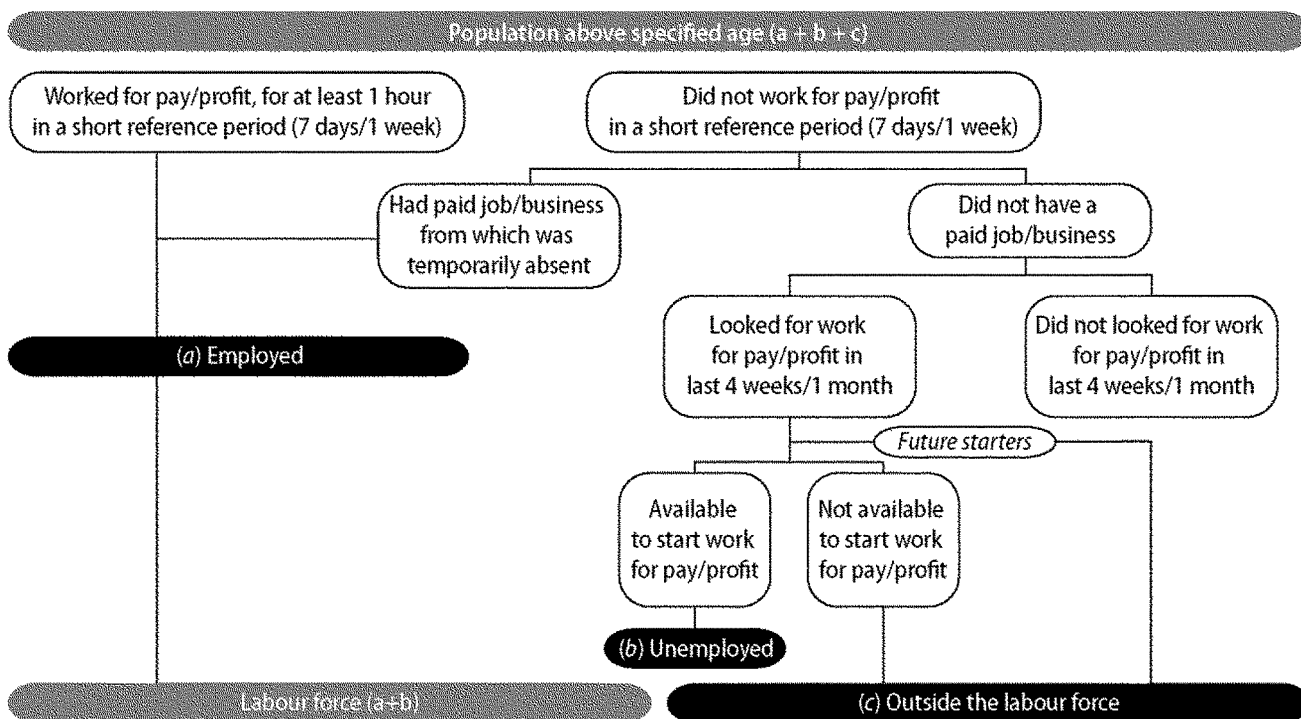 Population above specified age (a + b + c)
Worked for pay/profit, for at least 1 hour
in a short reference period (7 days/1 week)
Did not work for pay/profit
in a short reference period (7 days/1 week)
Had paid job/business
from which was
temporarily absent
Did not have a
paid job/business
(a) Employed
Looked for work
for pay/profit in
last 4 weeks/1 month
Did not looked for work
for pay/profit in
last 4 weeks/1 month
Future starters
Available
to start work
for pay/profit
Not available
to start work
for pay/profit
(b) Unemployed
Labour force (a+b)
(c) Outside the labour force